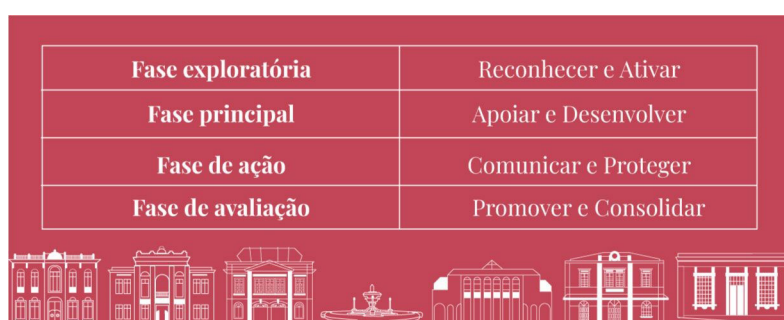 Fase exploratória Reconhecer e Ativar
Fase principal Apoiar e Desenvolver
Fase de ação Comunicar e Proteger
Fase de avaliação Promover e Consolidar